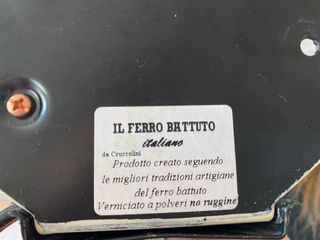 IL FERRO BATTUTO
italiano
da Cruccolini
Prodotto creato seguendo
le migliori tradizioni artigiane
del ferro battuto
Verniciato a polveri no ruggine